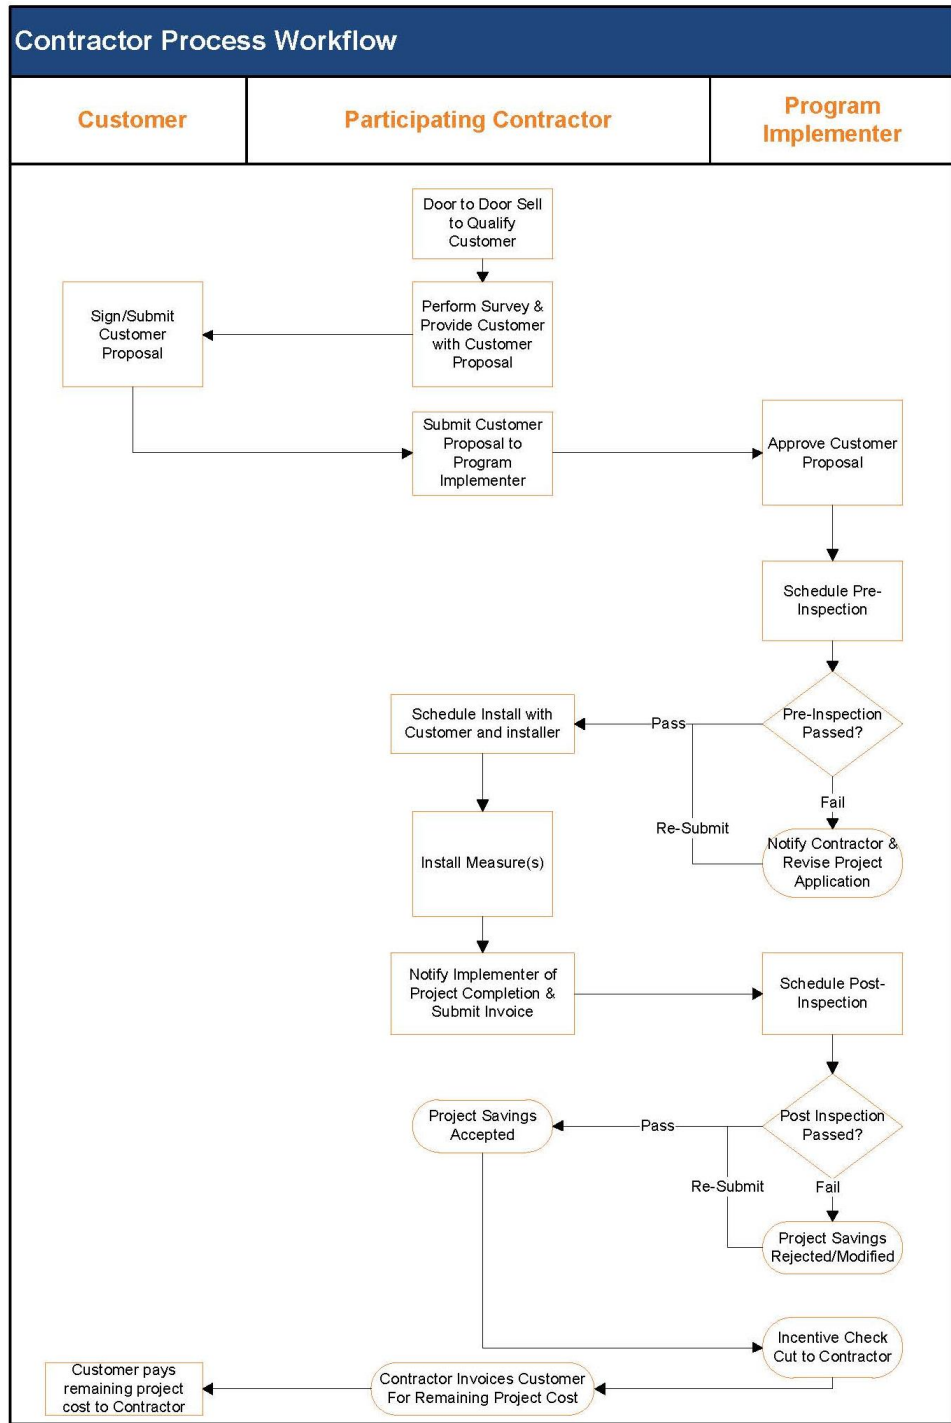 Contractor Process Workflow
Customer
Participating Contractor
Program
Implementer
Door to Door Sell
to Qualify
Customer
Sign/Submit
Customer
Proposal
Perform Survey &
Provide Customer
with Customer
Proposal
Submit Customer
Proposal to
Program
Implementer
Approve Customer
Proposal
Schedule Pre-
Inspection
Schedule Install with
Customer and installer
Pass
Pre-Inspection
Passed?
Fail
Re-Submit
Notify Contractor &
Revise Project
Application
Install Measure(s)
Notify Implementer of
Project Completion &
Submit Invoice
Schedule Post-
Inspection
Project Savings
Accepted
Pass
Post Inspection
Passed?
Re-Submit
Fail
Project Savings
Rejected/Modified
Incentive Check
Cut to Contractor
Customer pays
remaining project
cost to Contractor
Contractor Invoices Customer
For Remaining Project Cost